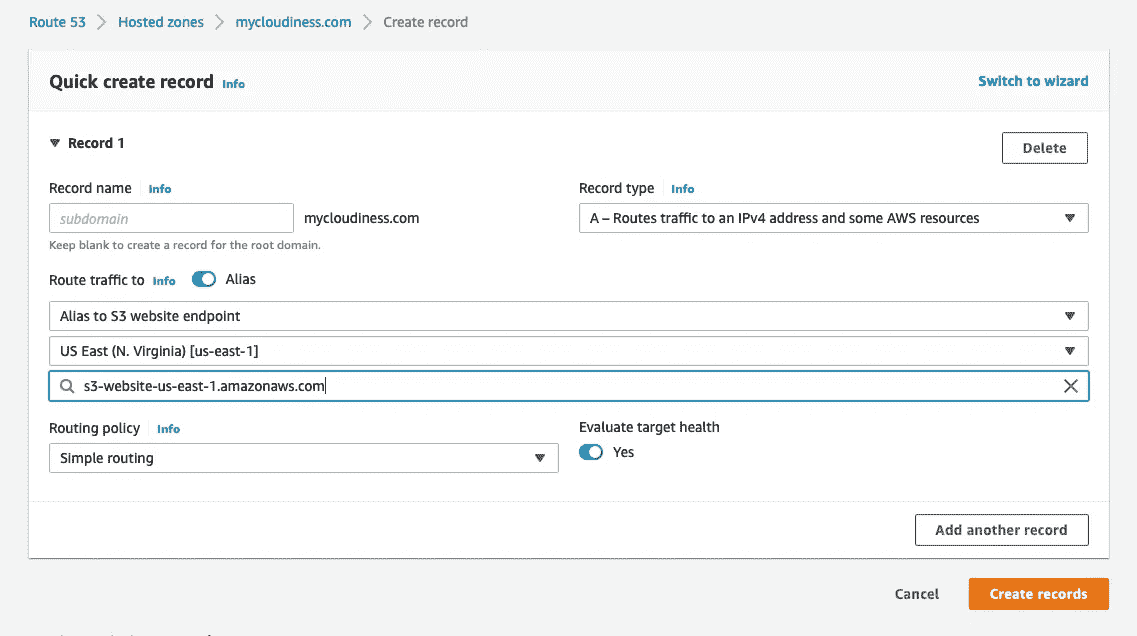 Route 53 > Hosted zones > mycloudiness.com > Create record
Quick create record Info
Switch to wizard
Record 1
Delete
Record name Info
subdomain mycloudiness.com
Keep blank to create a record for the root domain.
Record type Info
A – Routes traffic to an IPv4 address and some AWS resources
Route traffic to Info Alias
Alias to S3 website endpoint
US East (N. Virginia) [us-east-1]
s3-website-us-east-1.amazonaws.com
Routing policy Info
Simple routing
Evaluate target health
Yes
Add another record
Cancel
Create records